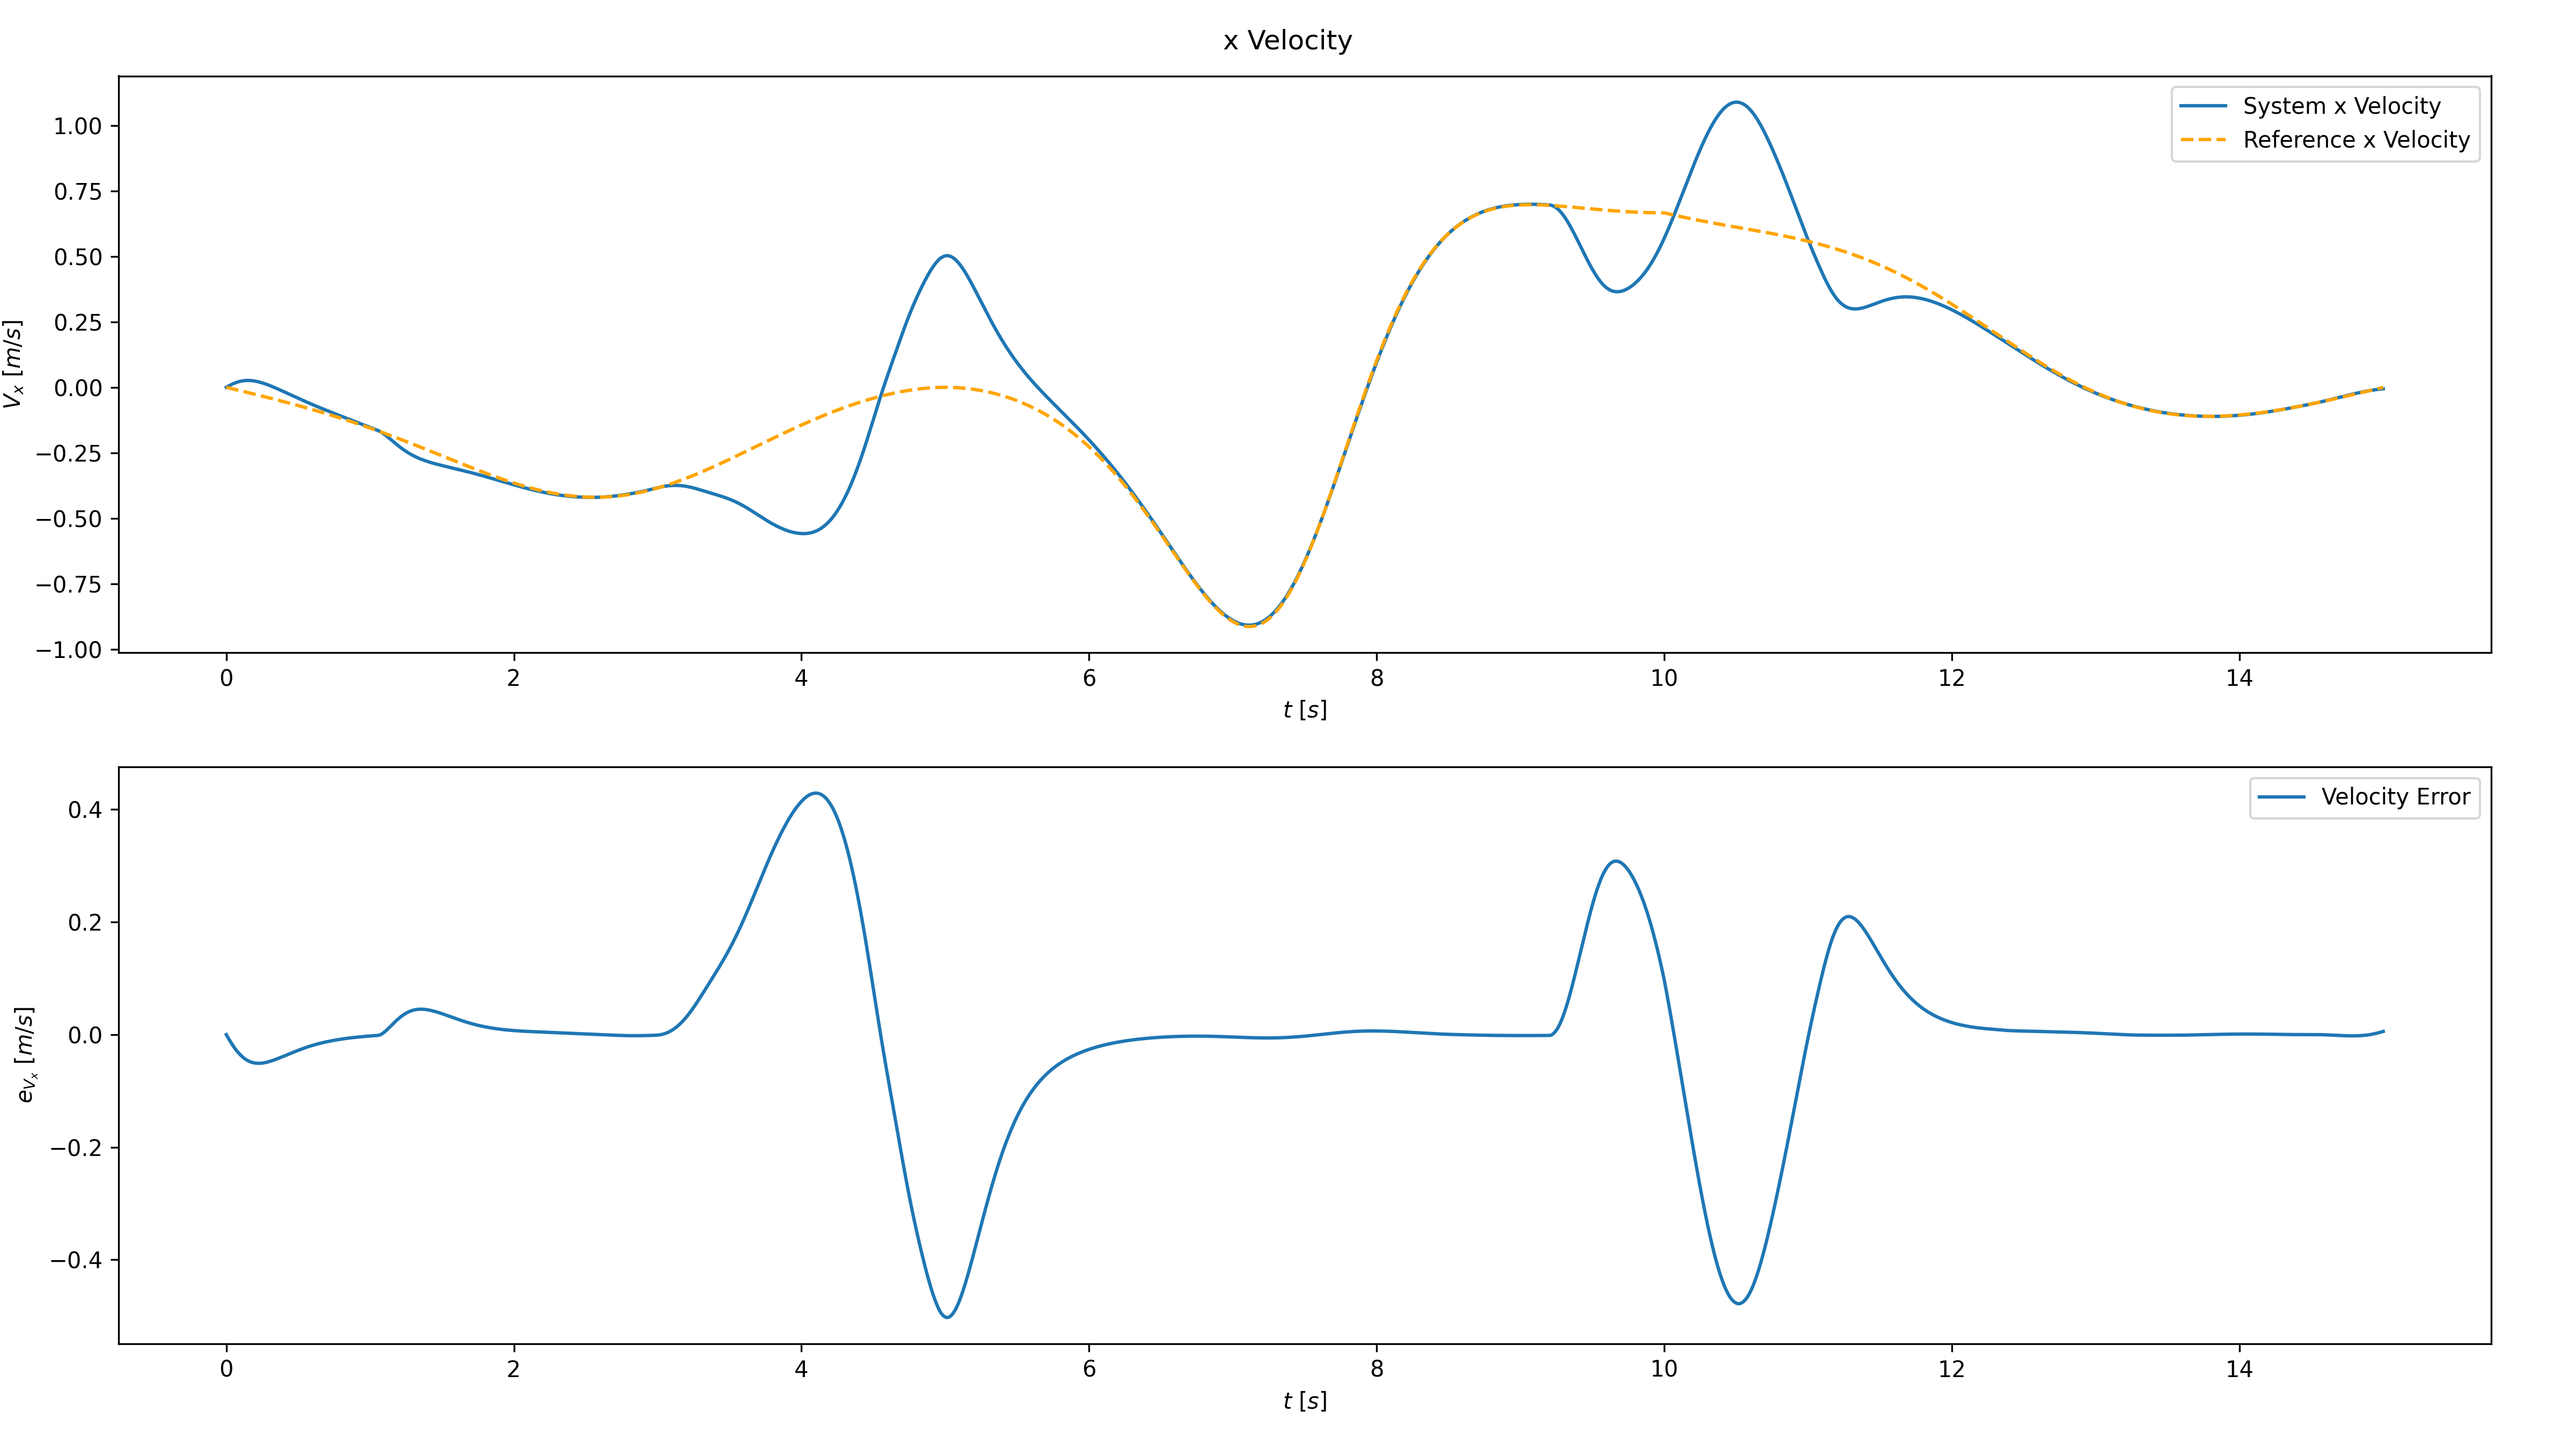 x Velocity
System x Velocity
Reference x Velocity
1.00
0.75
0.50
0.25
0.00
−0.25
−0.50
−0.75
−1.00
Vₓ [m/s]
0 2 4 6 8 10 12 14
t [s]
Velocity Error
0.4
0.2
0.0
−0.2
−0.4
e_{Vₓ} [m/s]
0 2 4 6 8 10 12 14
t [s]